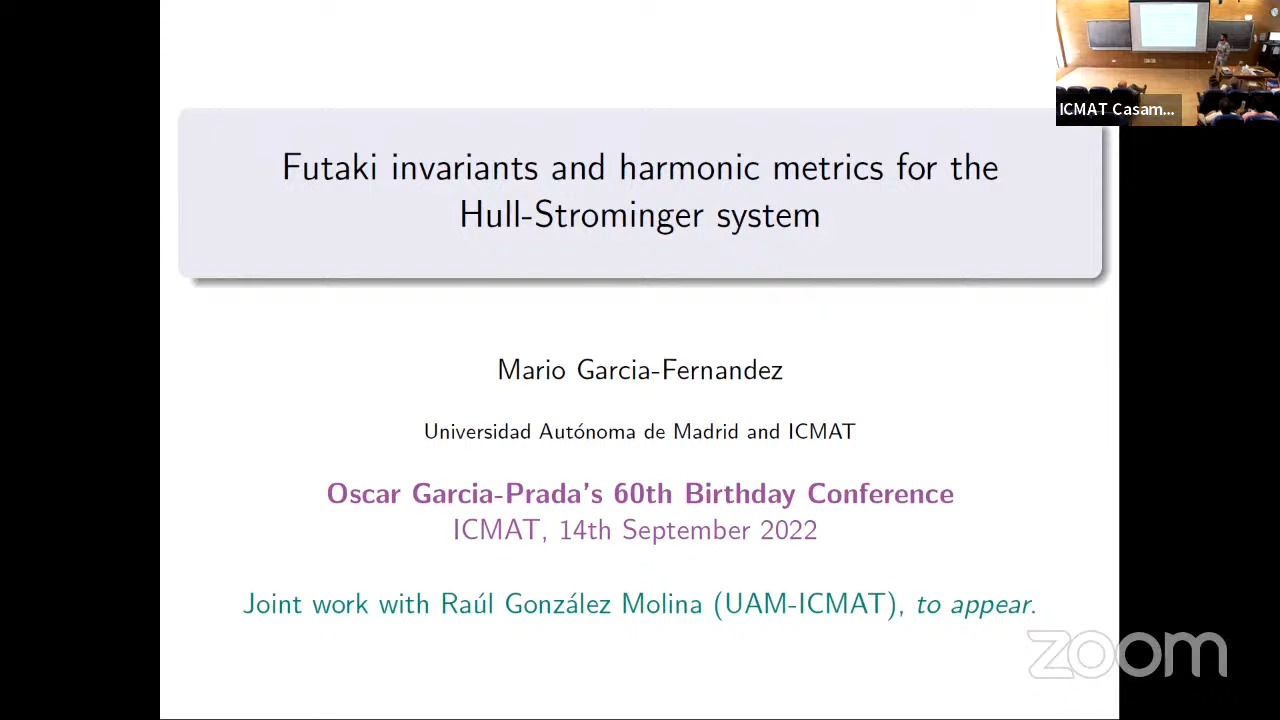 ICMAT Casam...
Futaki invariants and harmonic metrics for the
Hull-Strominger system
Mario Garcia-Fernandez
Universidad Autónoma de Madrid and ICMAT
Oscar Garcia-Prada's 60th Birthday Conference
ICMAT, 14th September 2022
Joint work with Raúl González Molina (UAM-ICMAT), to appear.
zoom